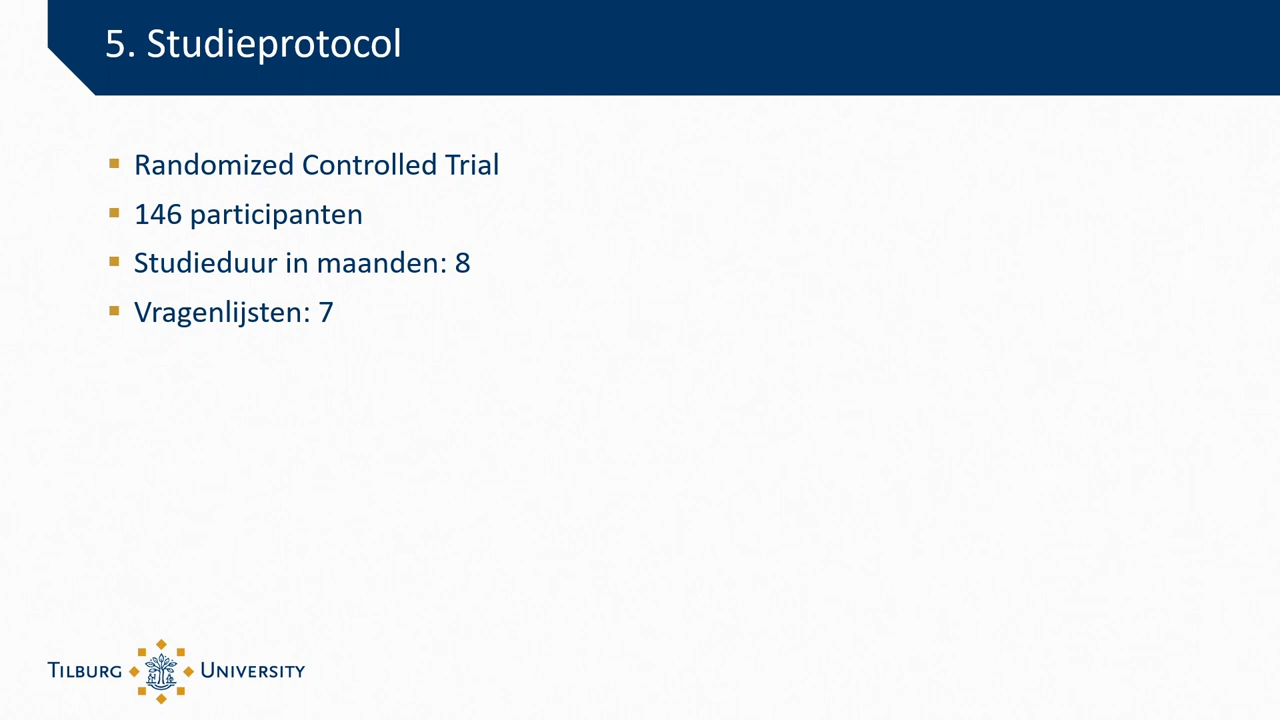 5. Studieprotocol
Randomized Controlled Trial
146 participanten
Studieduur in maanden: 8
Vragenlijsten: 7
TILBURG UNIVERSITY